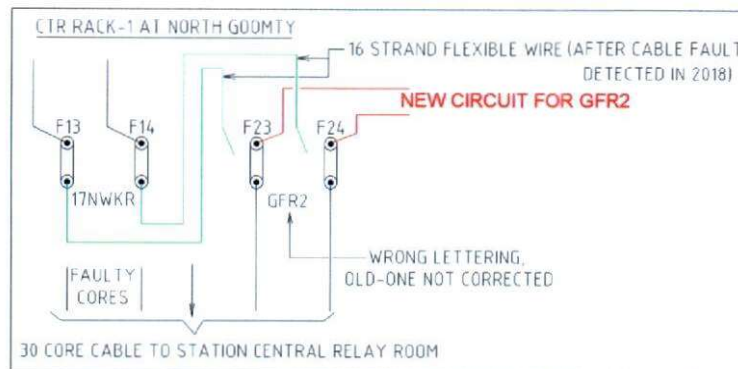 CTR RACK-1 AT NORTH GOOMTY
16 STRAND FLEXIBLE WIRE (AFTER CABLE FAULT
DETECTED IN 2018)
NEW CIRCUIT FOR GFR2
F13 F14 F23 F24
17NWKR GFR2
WRONG LETTERING,
OLD-ONE NOT CORRECTED
FAULTY
CORES
30 CORE CABLE TO STATION CENTRAL RELAY ROOM